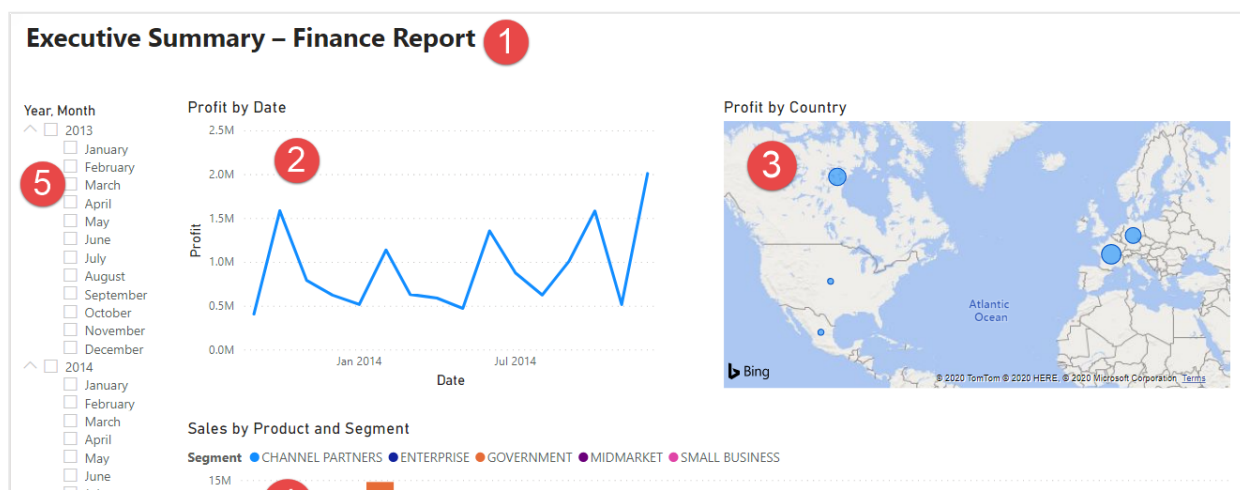 Executive Summary – Finance Report 1
Year, Month
2013
January
February
5
March
April
May
June
July
August
September
October
November
December
2014
January
February
March
April
May
June
Profit by Date
2.5M
2
2.0M
1.5M
Profit
1.0M
0.5M
0.0M
Jan 2014
Jul 2014
Date
Profit by Country
3
Atlantic
Ocean
Bing
© 2020 TomTom © 2020 HERE, © 2020 Microsoft Corporation Terms
Sales by Product and Segment
Segment CHANNEL PARTNERS ENTERPRISE GOVERNMENT MIDMARKET SMALL BUSINESS
15M